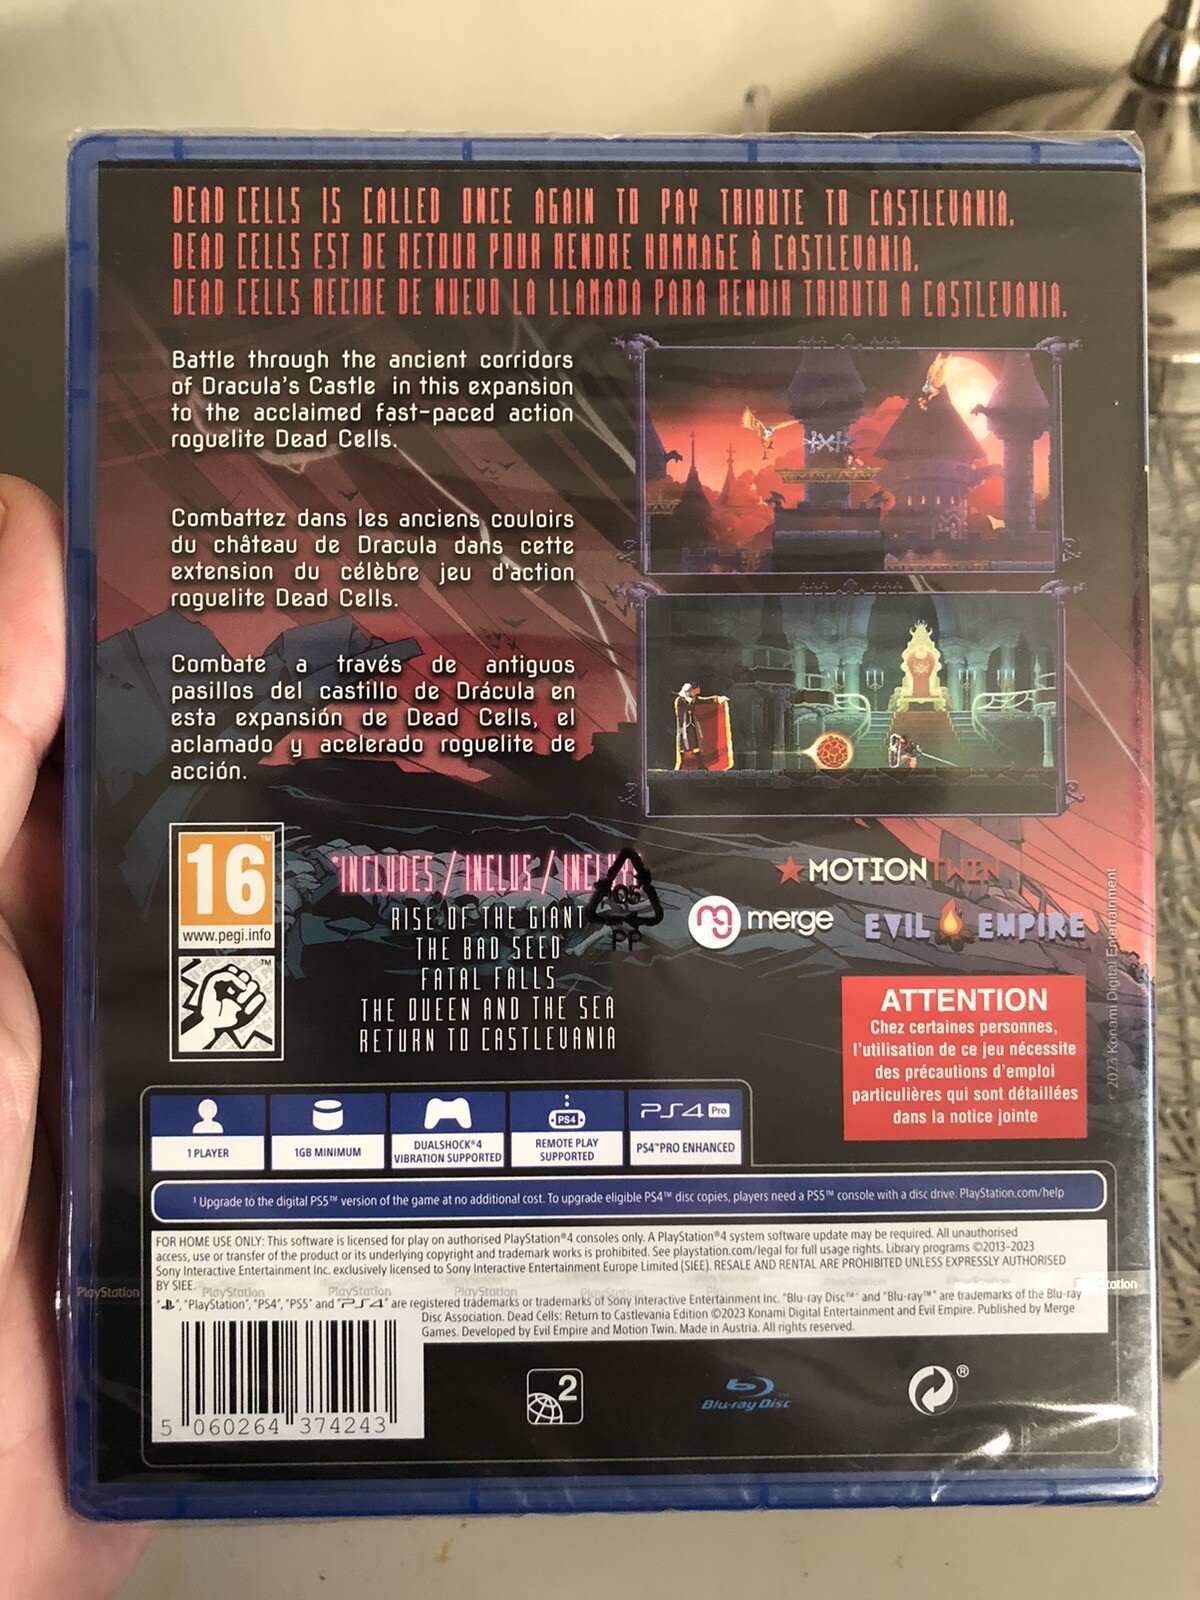 DEAD CELLS IS CALLED ONCE AGAIN TO PAY TRIBUTE TO CASTLEVANIA.
DEAD CELLS EST DE RETOUR POUR RENDRE HOMMAGE À CASTLEVANIA.
DEAD CELLS RECIBE DE NUEVO LA LLAMADA PARA RENDIR TRIBUTO A CASTLEVANIA.
Battle through the ancient corridors
of Dracula's Castle in this expansion
to the acclaimed fast-paced action
roguelite Dead Cells.
Combattez dans les anciens couloirs
du château de Dracula dans cette
extension du célèbre jeu d'action
roguelite Dead Cells.
Combate a través de antiguos
pasillos del castillo de Drácula en
esta expansión de Dead Cells, el
aclamado y acelerado roguelite de
acción.
16™
www.pegi.info
™
*INCLUDES / INCLUS / INCLUYE:
RISE OF THE GIANT
THE BAD SEED
FATAL FALLS
THE QUEEN AND THE SEA
RETURN TO CASTLEVANIA
05
PP
MOTION TWIN
merge
EVIL EMPIRE
© 2023 Konami Digital Entertainment
ATTENTION
Chez certaines personnes,
l'utilisation de ce jeu nécessite
des précautions d'emploi
particulières qui sont détaillées
dans la notice jointe
1 PLAYER
1GB MINIMUM
DUALSHOCK®4
VIBRATION SUPPORTED
PS4
REMOTE PLAY
SUPPORTED
PS4 Pro
PS4™PRO ENHANCED
¹ Upgrade to the digital PS5™ version of the game at no additional cost. To upgrade eligible PS4™ disc copies, players need a PS5™ console with a disc drive. PlayStation.com/help
FOR HOME USE ONLY: This software is licensed for play on authorised PlayStation®4 consoles only. A PlayStation®4 system software update may be required. All unauthorised
access, use or transfer of the product or its underlying copyright and trademark works is prohibited. See playstation.com/legal for full usage rights. Library programs ©2013-2023
Sony Interactive Entertainment Inc. exclusively licensed to Sony Interactive Entertainment Europe Limited (SIEE). RESALE AND RENTAL ARE PROHIBITED UNLESS EXPRESSLY AUTHORISED
BY SIEE.
PlayStation PlayStation PlayStation PlayStation PlayStation PlayStation PlayStation
"PlayStation", "PS4", "PS5" and "PS4" are registered trademarks or trademarks of Sony Interactive Entertainment Inc. "Blu-ray Disc™" and "Blu-ray™" are trademarks of the Blu-ray
Disc Association. Dead Cells: Return to Castlevania Edition ©2023 Konami Digital Entertainment and Evil Empire. Published by Merge
Games. Developed by Evil Empire and Motion Twin. Made in Austria. All rights reserved.
5 060264 374243
2
Blu-ray Disc™
®